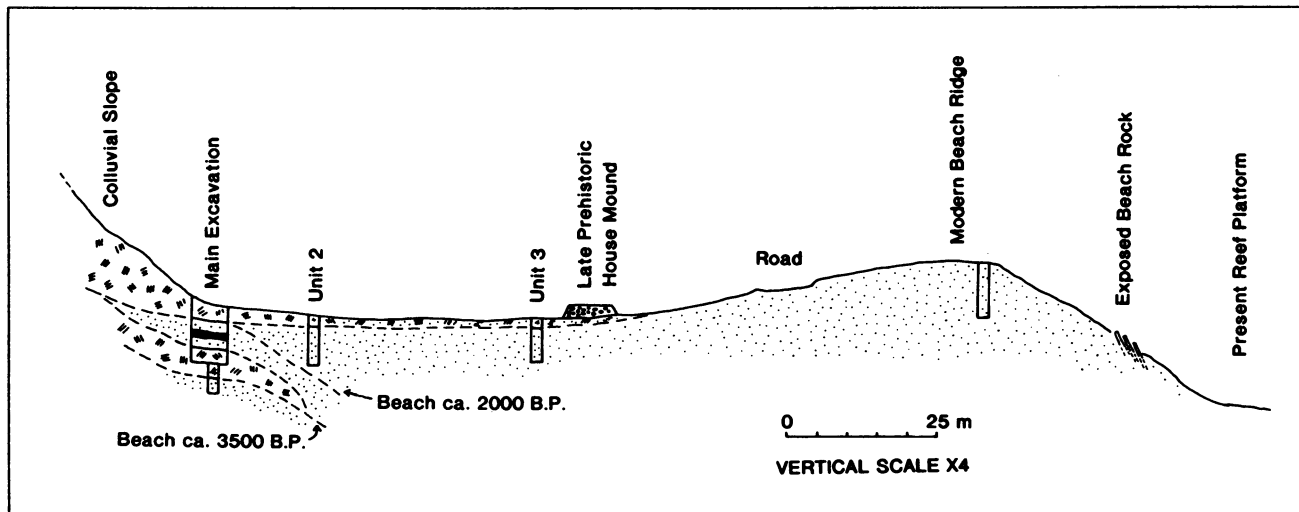 Colluvial Slope
Main Excavation
Unit 2
Unit 3
Late Prehistoric
House Mound
Road
Modern Beach Ridge
Exposed Beach Rock
Present Reef Platform
Beach ca. 2000 B.P.
Beach ca. 3500 B.P.
0 25 m
VERTICAL SCALE X4